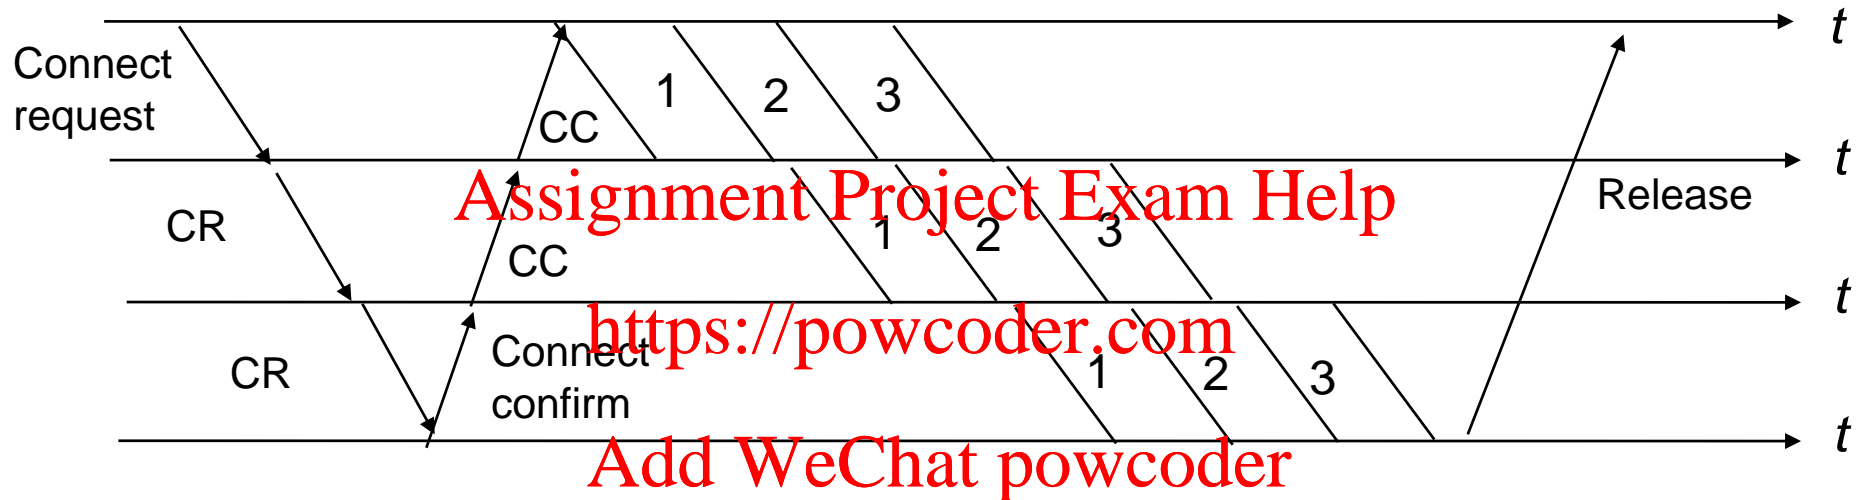 t
Connect
request
1
2
3
CC
t
Assignment Project Exam Help
Release
CR
1
2
3
CC
t
https://powcoder.com
Connect
confirm
CR
1
2
3
t
Add WeChat powcoder